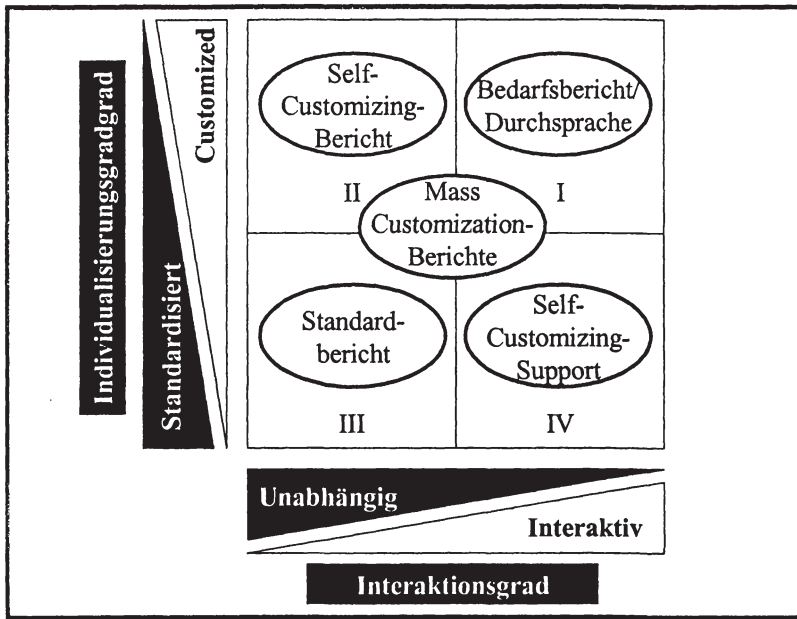 Individualisierungsgradgrad
Standardisiert
Customized
Self-
Customizing-
Bericht
II
Bedarfsbericht/
Durchsprache
I
Mass
Customization-
Berichte
Standard-
bericht
III
Self-
Customizing-
Support
IV
Unabhängig
Interaktiv
Interaktionsgrad